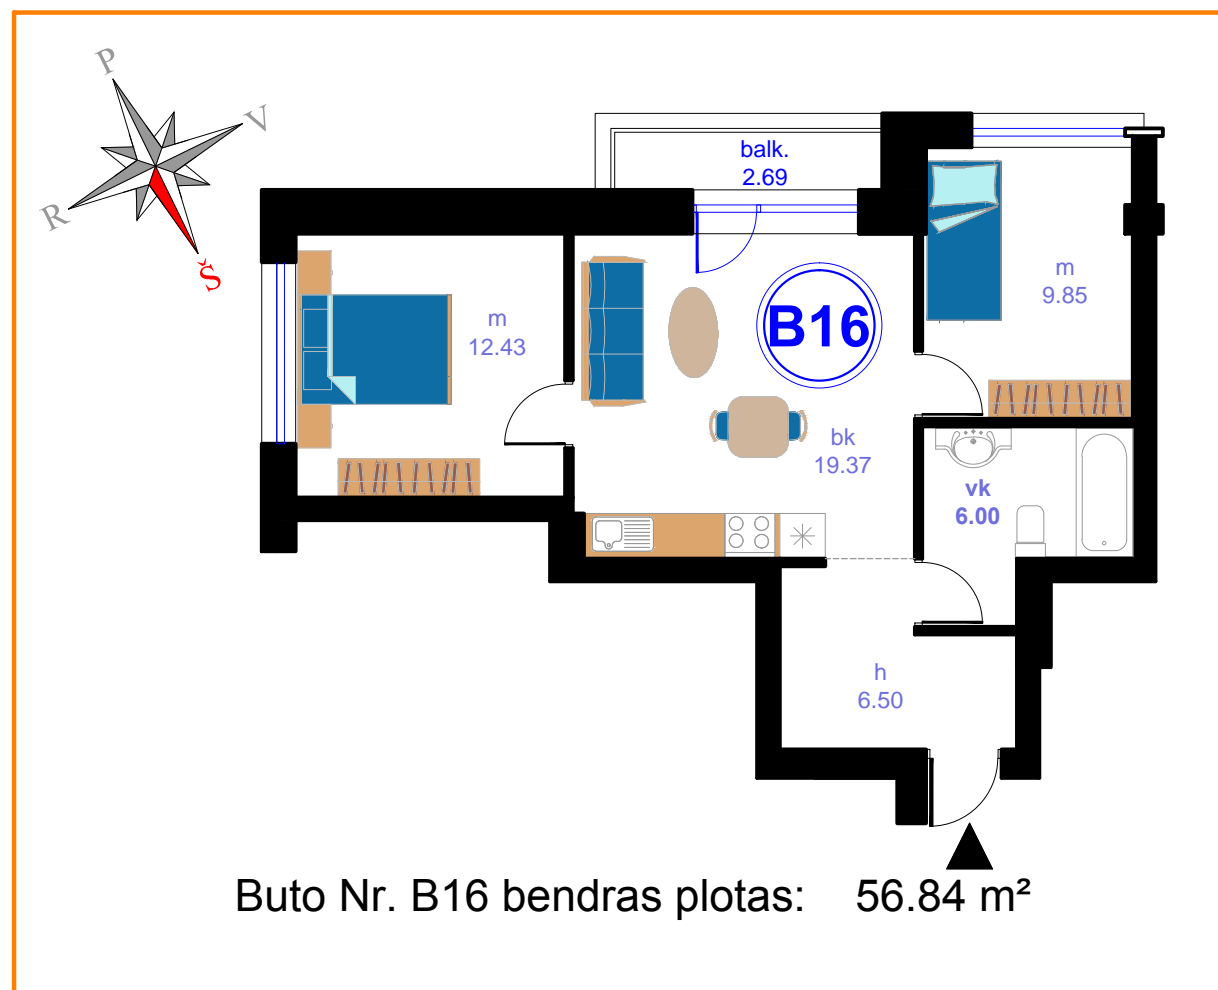 P
V
R
Š
balk.
2.69
m
9.85
m
12.43
B16
bk
19.37
vk
6.00
h
6.50
Buto Nr. B16 bendras plotas: 56.84 m²